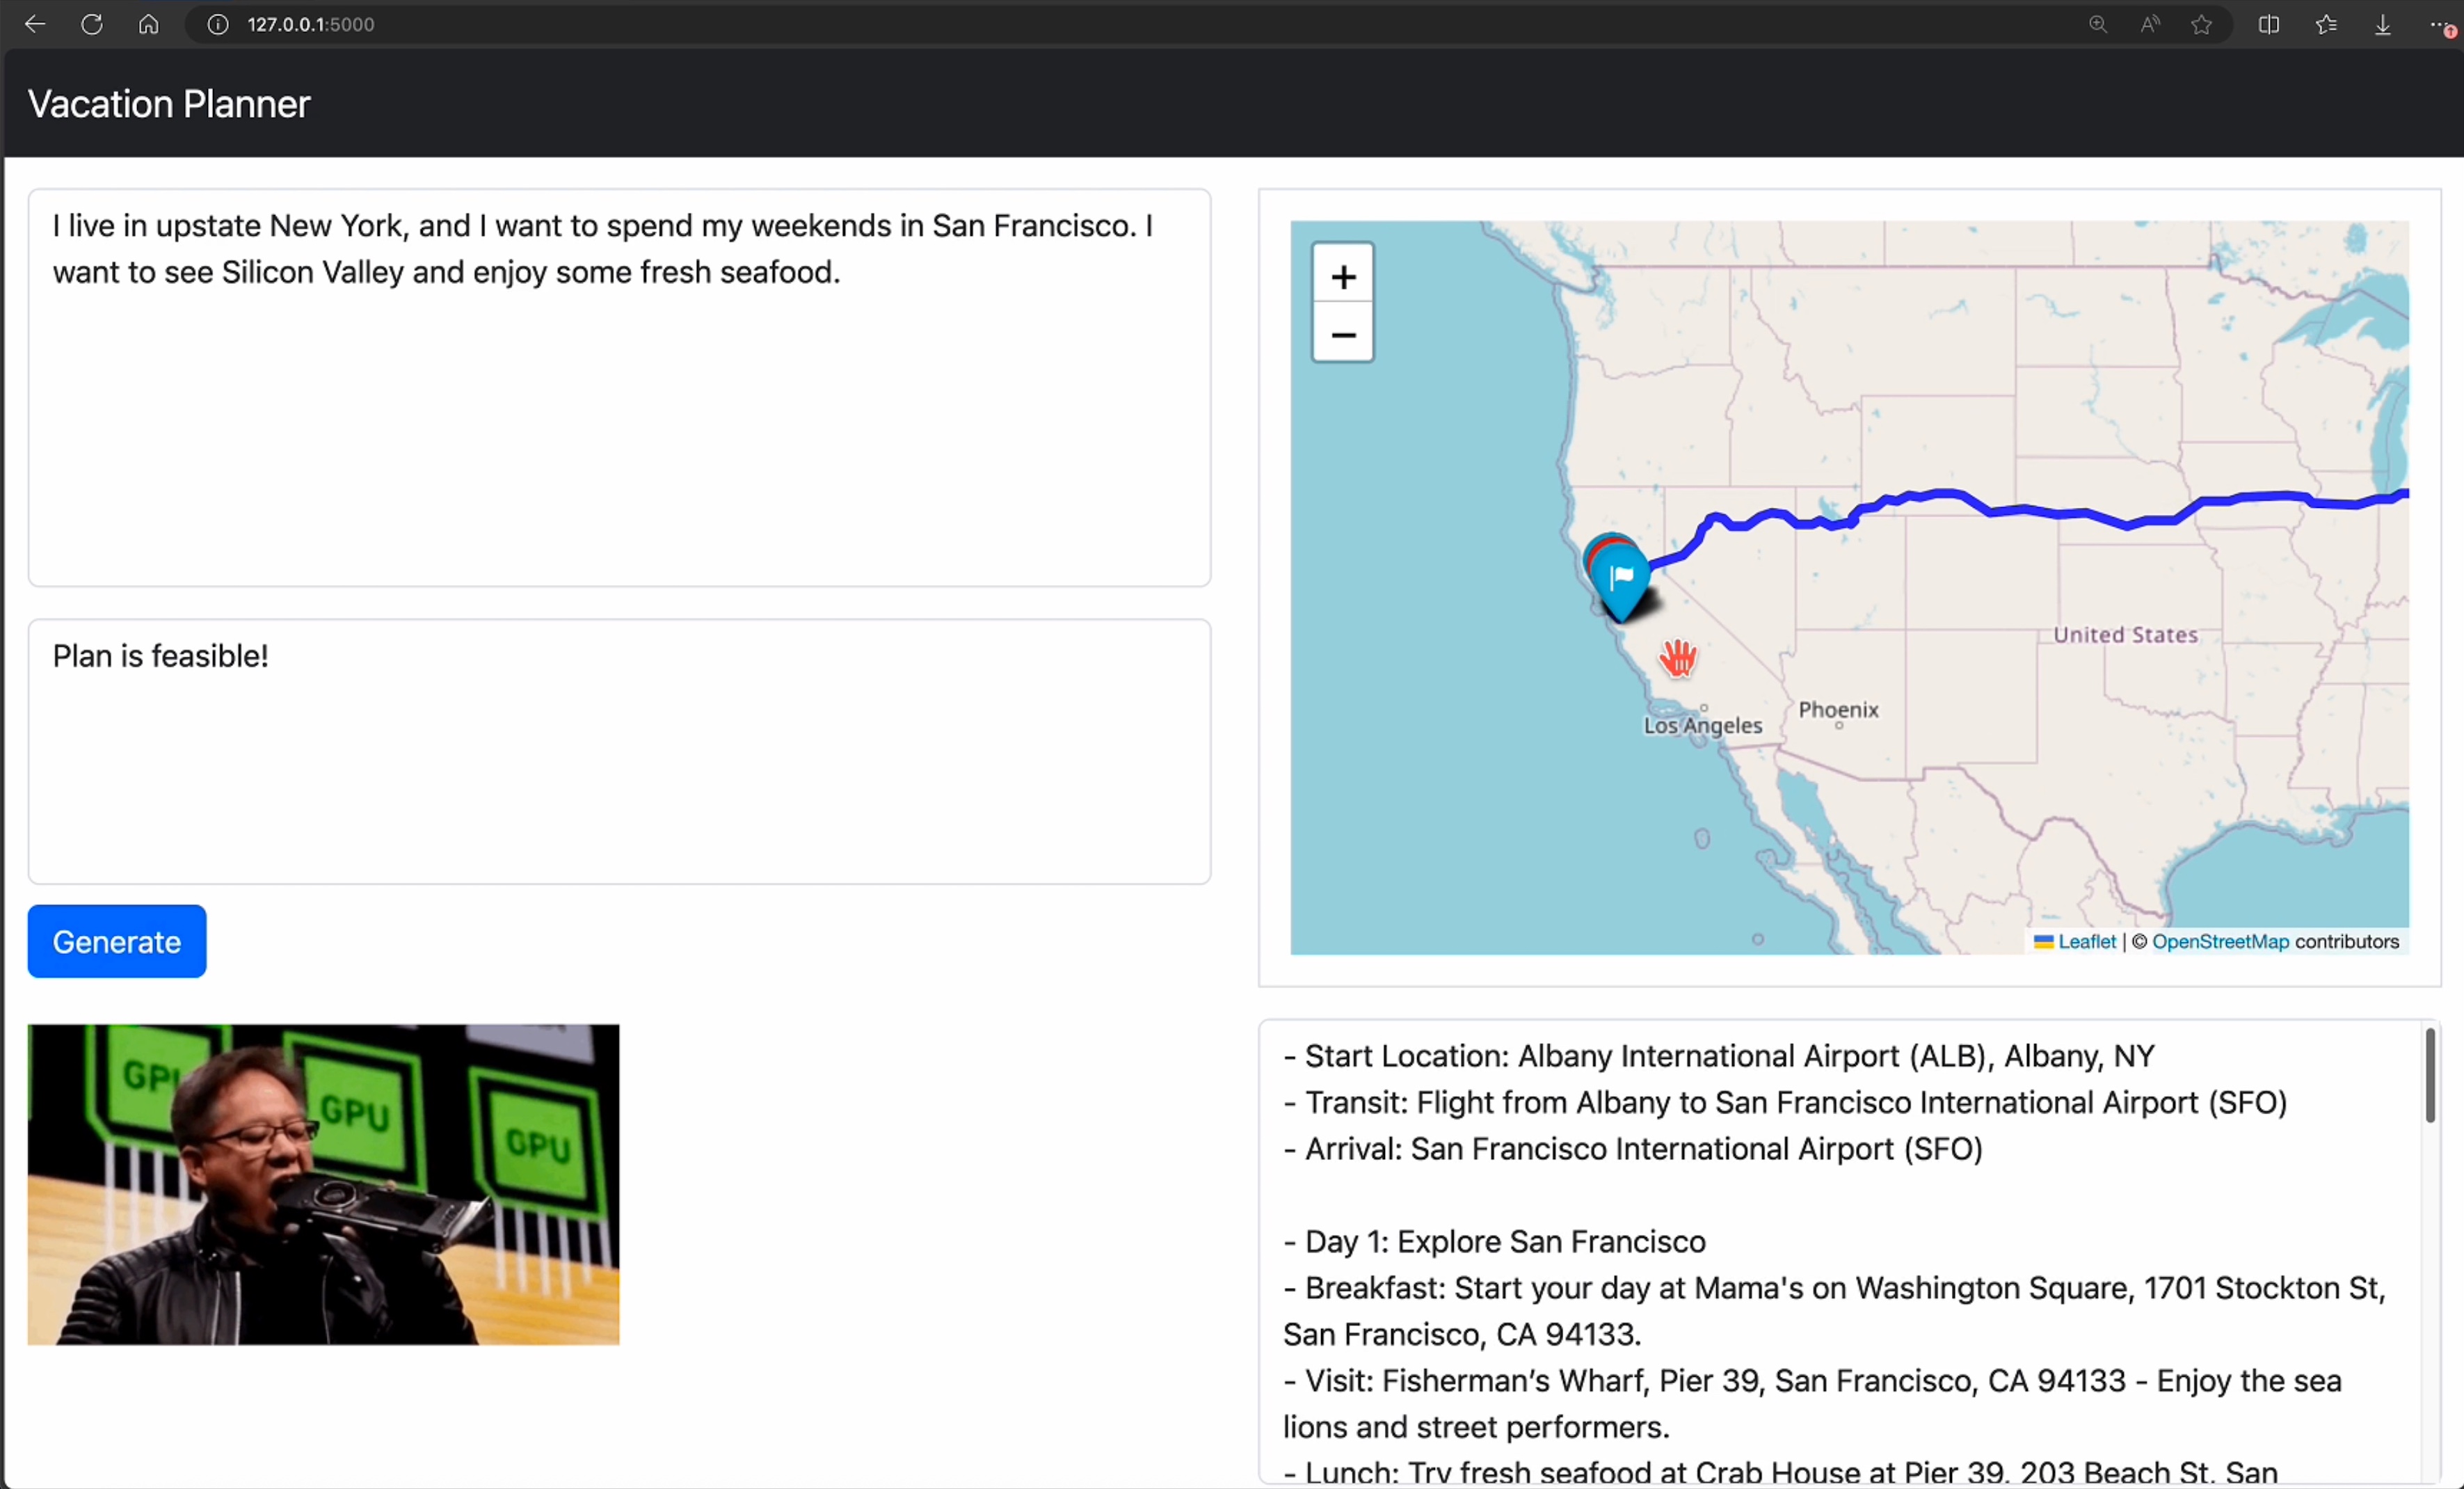 127.0.0.1:5000
Vacation Planner
I live in upstate New York, and I want to spend my weekends in San Francisco. I
want to see Silicon Valley and enjoy some fresh seafood.
Plan is feasible!
Generate
GPU
GPU
+
−
United States
Phoenix
Los Angeles
Leaflet | © OpenStreetMap contributors
- Start Location: Albany International Airport (ALB), Albany, NY
- Transit: Flight from Albany to San Francisco International Airport (SFO)
- Arrival: San Francisco International Airport (SFO)
- Day 1: Explore San Francisco
- Breakfast: Start your day at Mama's on Washington Square, 1701 Stockton St,
San Francisco, CA 94133.
- Visit: Fisherman’s Wharf, Pier 39, San Francisco, CA 94133 - Enjoy the sea
lions and street performers.
- Lunch: Try fresh seafood at Crab House at Pier 39, 203 Beach St, San